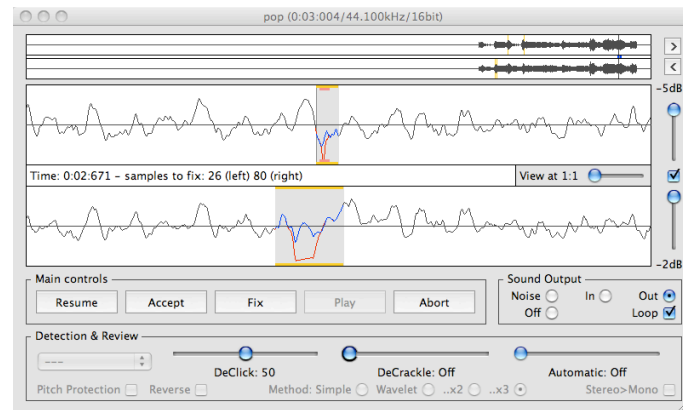 pop (0:03:004/44.100kHz/16bit)
>
<
-5dB
Time: 0:02:671 - samples to fix: 26 (left) 80 (right)
View at 1:1
-2dB
Main controls
Resume Accept Fix Play Abort
Sound Output
Noise In Out
Off Loop
Detection & Review
---
DeClick: 50 DeCrackle: Off Automatic: Off
Pitch Protection Reverse Method: Simple Wavelet ..x2 ..x3 Stereo>Mono